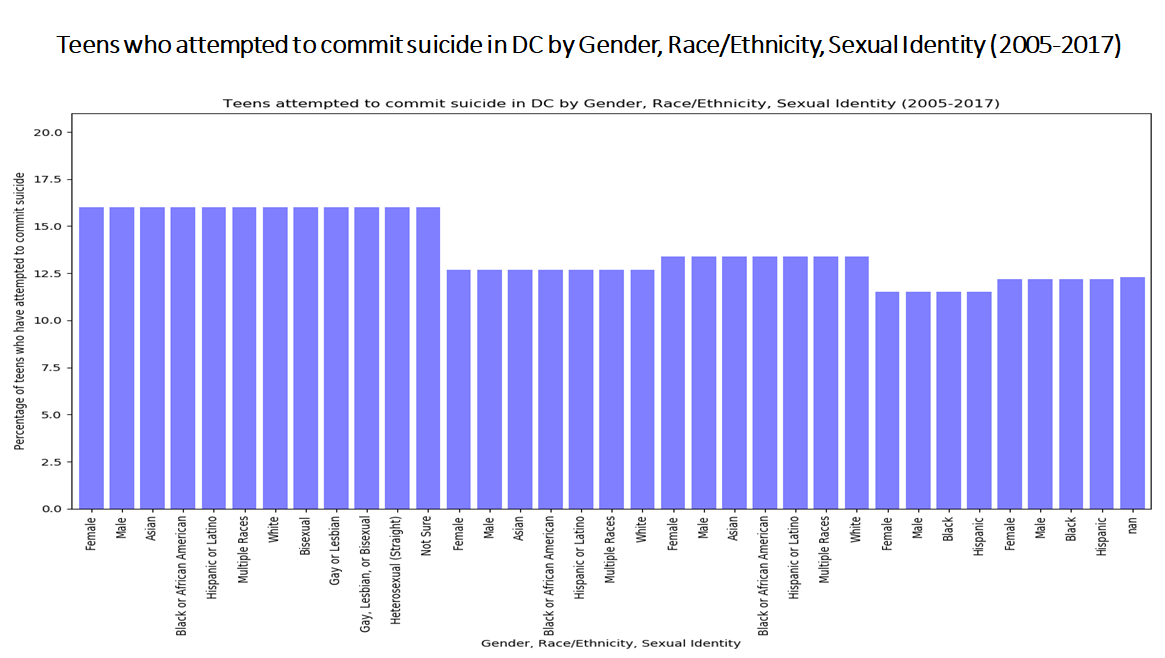 Teens who attempted to commit suicide in DC by Gender, Race/Ethnicity, Sexual Identity (2005-2017)
Teens attempted to commit suicide in DC by Gender, Race/Ethnicity, Sexual Identity (2005-2017)
Percentage of teens who have attempted to commit suicide
20.0
17.5
15.0
12.5
10.0
7.5
5.0
2.5
0.0
Female
Male
Asian
Black or African American
Hispanic or Latino
Multiple Races
White
Bisexual
Gay or Lesbian
Gay, Lesbian, or Bisexual
Heterosexual (Straight)
Not Sure
Female
Male
Asian
Black or African American
Hispanic or Latino
Multiple Races
White
Female
Male
Asian
Black or African American
Hispanic or Latino
Multiple Races
White
Female
Male
Black
Hispanic
Female
Male
Black
Hispanic
nan
Gender, Race/Ethnicity, Sexual Identity